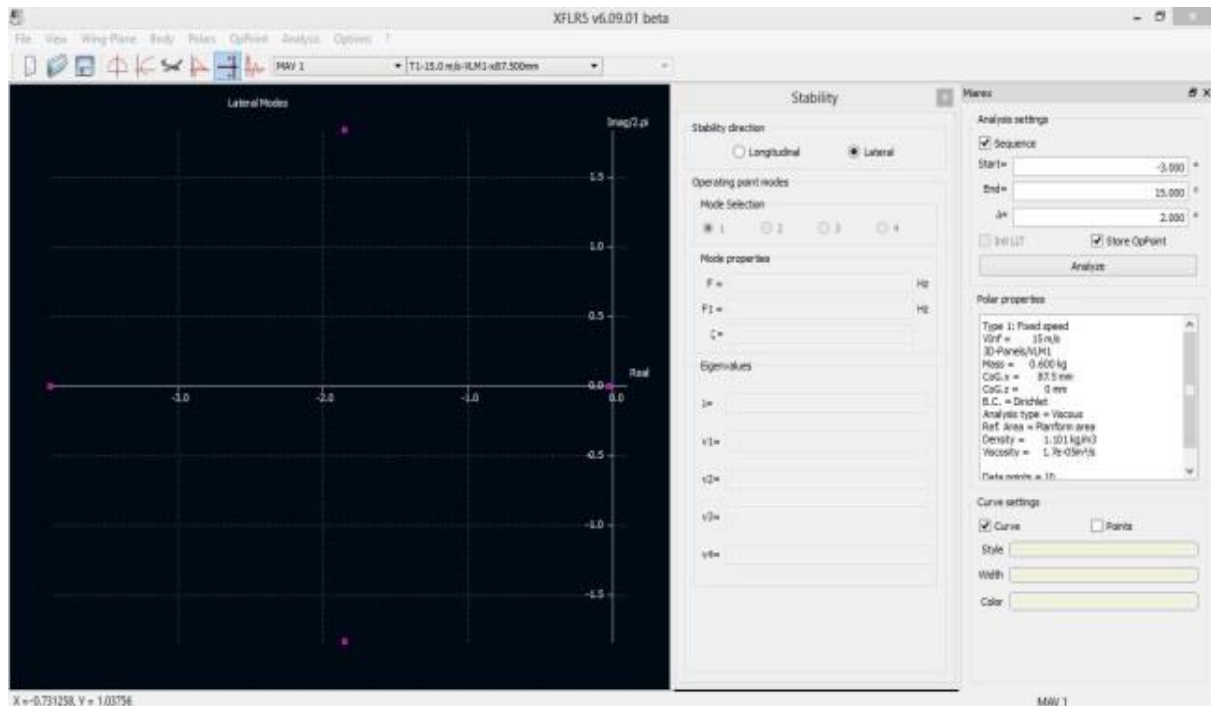 XFLR5 v6.09.01 beta
File View Wing-Plane Body Polars OpPoint Analysis Options ?
MAV 1
T1-15.0 m/s-VLM1-x87.500mm
Lateral Modes
Imag/2.pi
1.5
1.0
0.5
0.0
Real
-3.0 -2.0 -1.0 0.0
-0.5
-1.0
-1.5
Stability
Stability direction
Longitudinal Lateral
Operating point modes
Mode Selection
1 2 3 4
Mode properties
F = Hz
F1 = Hz
ζ=
Eigenvalues
v1=
v2=
v3=
v4=
Analysis settings
Sequence
Start= -3.000 °
End= 15.000 °
Δ= 2.000 °
Init LLT Store OpPoint
Analyze
Polar properties
Type 1: Fixed speed
VInf = 15 m/s
3D-Panels/VLM1
Mass = 0.600 kg
CoG.x = 87.5 mm
CoG.z = 0 mm
B.C. = Dirichlet
Analysis type = Viscous
Ref. Area = Planform area
Density = 1.101 kg/m3
Viscosity = 1.7e-05m²/s
Data points = 10
Curve settings
Curve Points
Style
Width
Color
X =-0.731258, Y = 1.03756
MAV 1